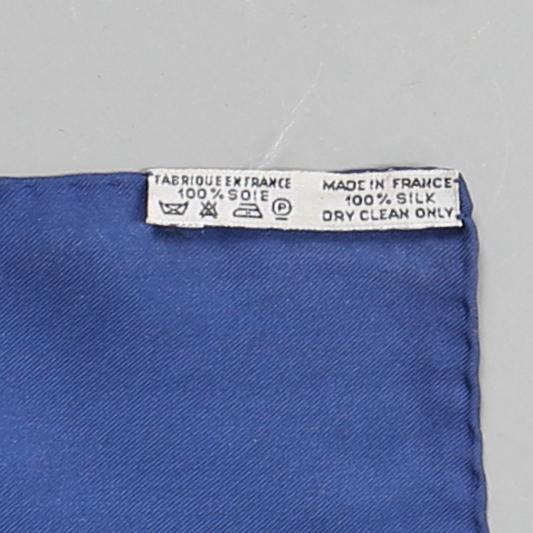 FABRIQUE EN FRANCE
100% SOIE
P
MADE IN FRANCE
100% SILK
DRY CLEAN ONLY